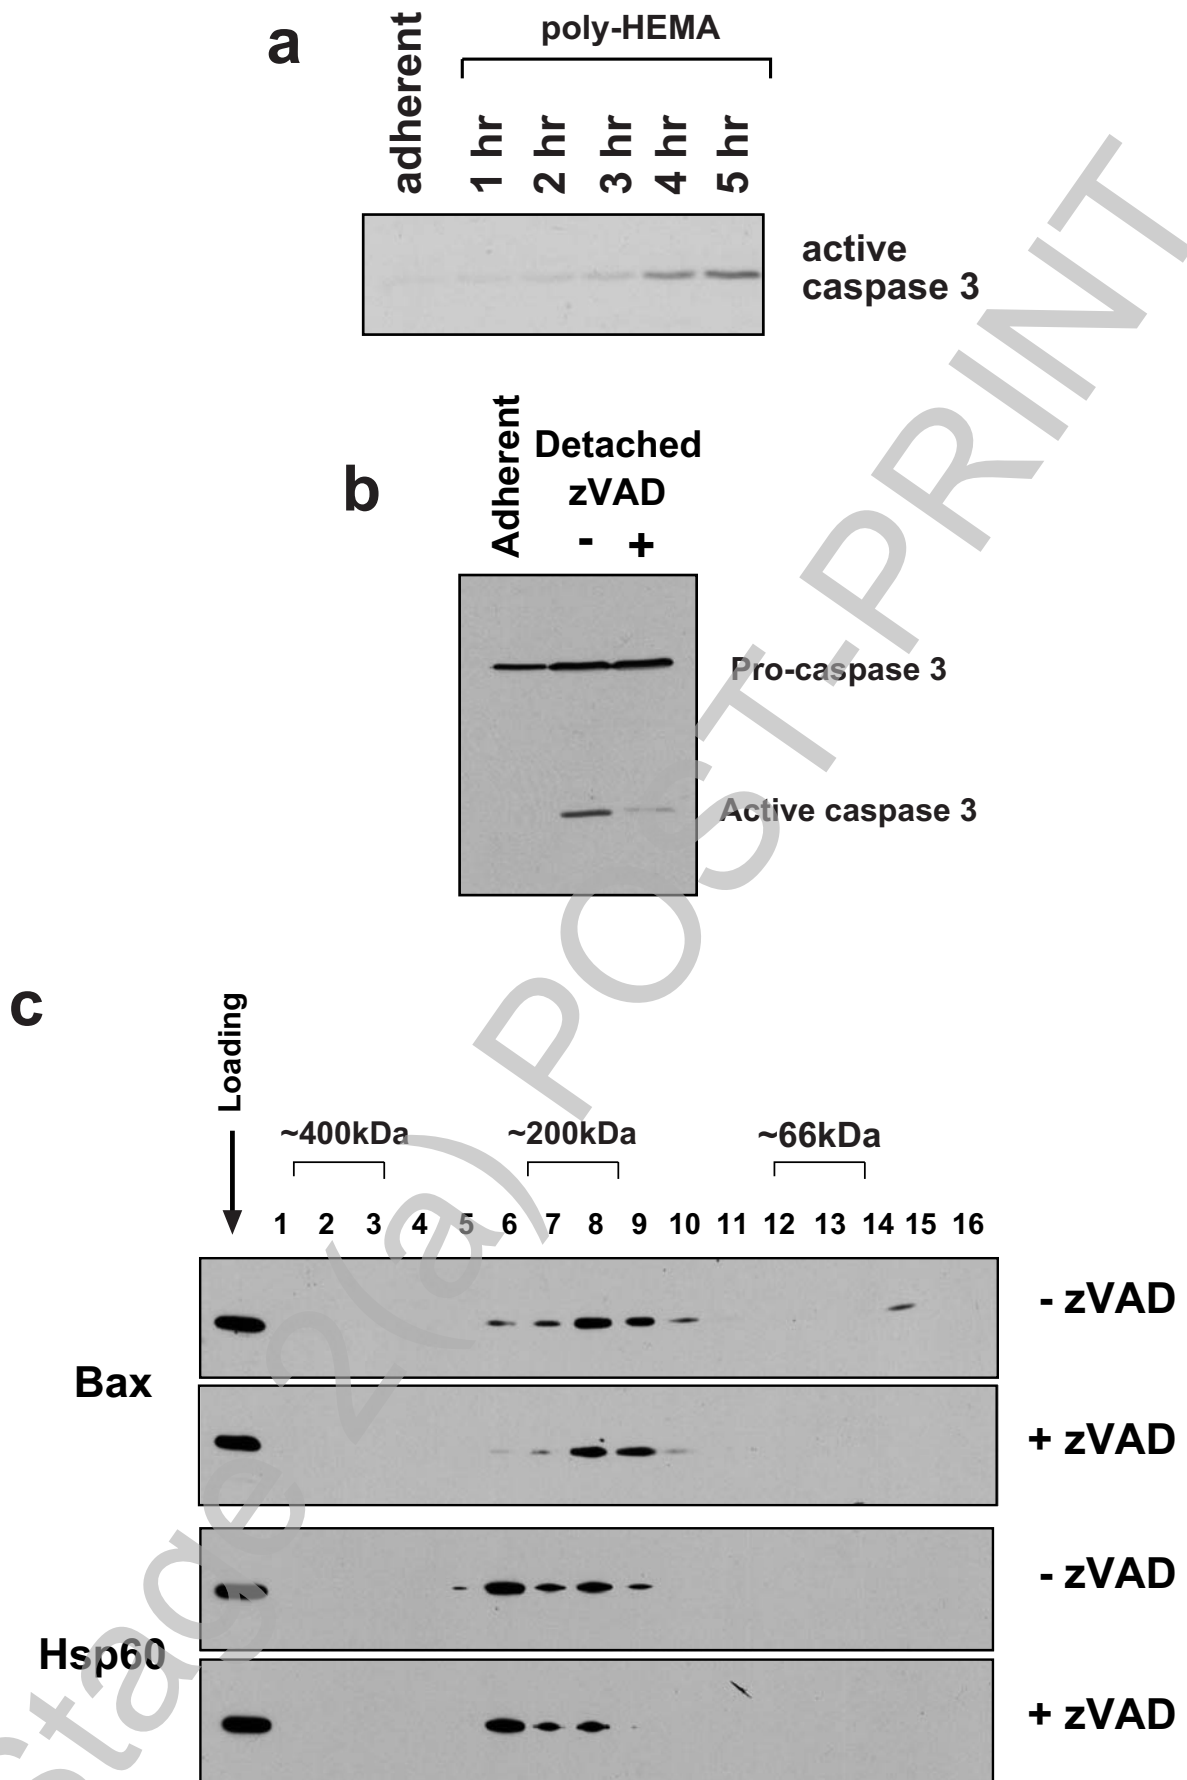 a
adherent
poly-HEMA
1 hr
2 hr
3 hr
4 hr
5 hr
active
caspase 3
b
Adherent
Detached
zVAD
- +
Pro-caspase 3
Active caspase 3
c
Loading
~400kDa ~200kDa ~66kDa
1 2 3 4 5 6 7 8 9 10 11 12 13 14 15 16
Bax
- zVAD
+ zVAD
Hsp60
- zVAD
+ zVAD
Stage 2(a) POST-PRINT